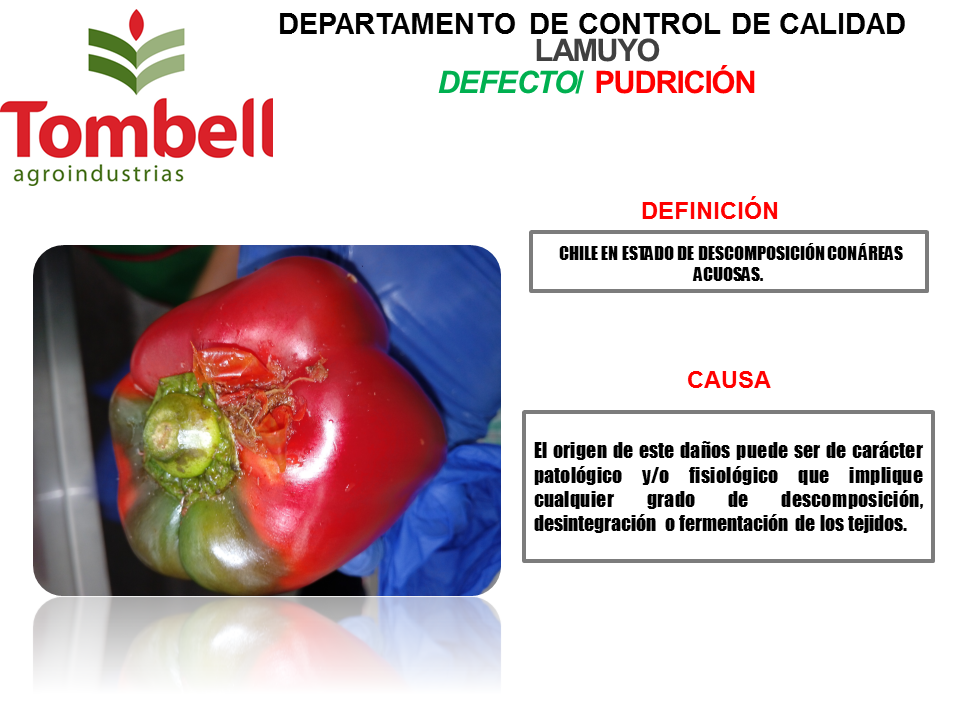 DEPARTAMENTO DE CONTROL DE CALIDAD
LAMUYO
DEFECTO/ PUDRICIÓN
Tombell
agroindustrias
DEFINICIÓN
CHILE EN ESTADO DE DESCOMPOSICIÓN CON ÁREAS
ACUOSAS.
CAUSA
El origen de este daños puede ser de carácter
patológico y/o fisiológico que implique
cualquier grado de descomposición,
desintegración o fermentación de los tejidos.